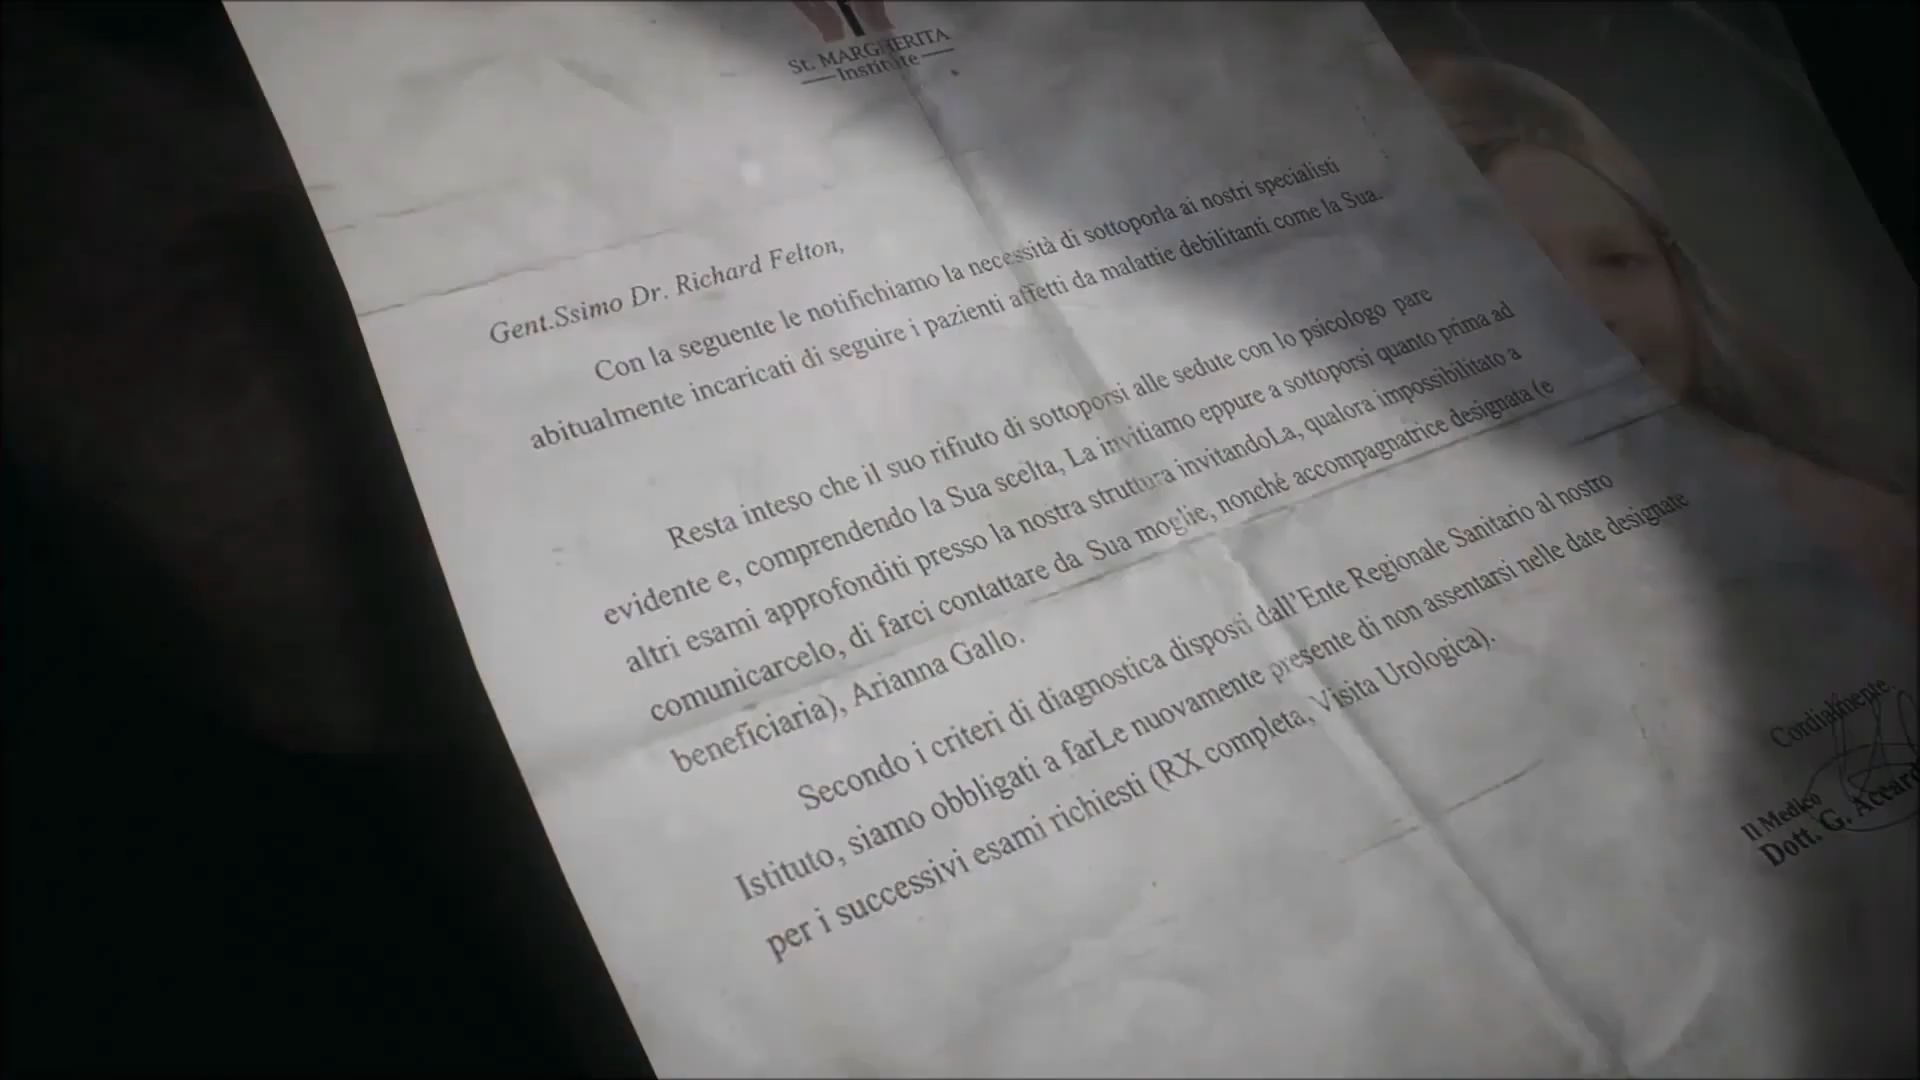 St. MARGHERITA
Institute
Gent.Ssimo Dr. Richard Felton,
Con la seguente le notifichiamo la necessità di sottoporla ai nostri specialisti
abitualmente incaricati di seguire i pazienti affetti da malattie debilitanti come la Sua.
Resta inteso che il suo rifiuto di sottoporsi alle sedute con lo psicologo pare
evidente e, comprendendo la Sua scelta, La invitiamo eppure a sottoporsi quanto prima ad
altri esami approfonditi presso la nostra struttura invitandoLa, qualora impossibilitato a
comunicarcelo, di farci contattare da Sua moglie, nonché accompagnatrice designata (e
beneficiaria), Arianna Gallo.
Secondo i criteri di diagnostica disposti dall'Ente Regionale Sanitario al nostro
Istituto, siamo obbligati a farLe nuovamente presente di non assentarsi nelle date designate
per i successivi esami richiesti (RX completa, Visita Urologica).
Cordialmente.
Il Medico
Dott. G.